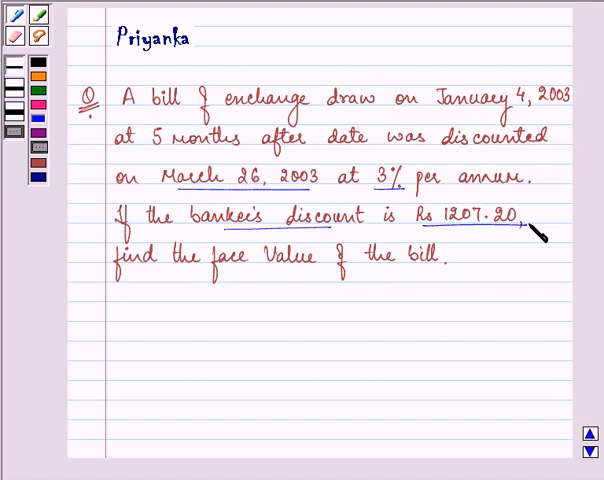 Priyanka
Q. A bill of exchange draw on January 4, 2003
at 5 months after date was discounted
on March 26, 2003 at 3% per annum.
If the banker's discount is Rs 1207.20,
find the face Value of the bill.